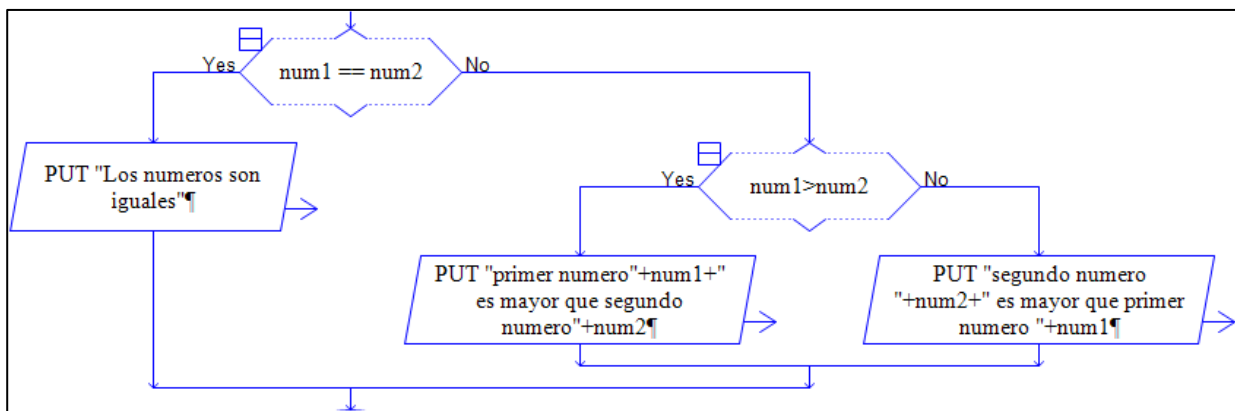 Yes
num1 == num2
No
PUT "Los numeros son
iguales"¶
Yes
num1>num2
No
PUT "primer numero"+num1+"
es mayor que segundo
numero"+num2¶
PUT "segundo numero
"+num2+" es mayor que primer
numero "+num1¶